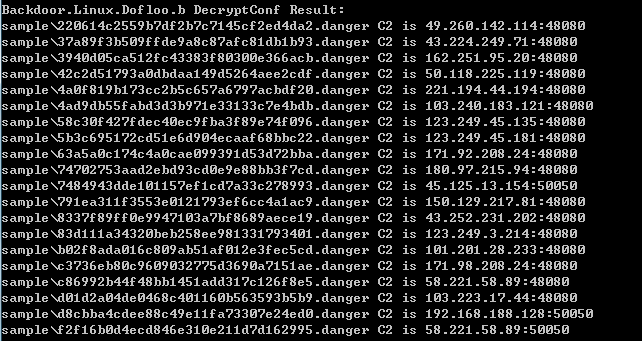 Backdoor.Linux.Dofloo.b DecryptConf Result:
sample\220614c2559b7df2b7c7145cf2ed4da2.danger C2 is 49.260.142.114:48080
sample\37a89f3b509ffde9a8c87afc81db1b93.danger C2 is 43.224.249.71:48080
sample\3940d05ca512fc43383f80300e366acb.danger C2 is 162.251.95.20:48080
sample\42c2d51793a0dbdaa149d5264aee2cdf.danger C2 is 50.118.225.119:48080
sample\4a0f819b173cc2b5c657a6797acbdf20.danger C2 is 221.194.44.194:48080
sample\4ad9db55fabd3d3b971e33133c7e4bdb.danger C2 is 103.240.183.121:48080
sample\58c30f427fdec40ec9fba3f89e74f096.danger C2 is 123.249.45.135:48080
sample\5b3c695172cd51e6d904ecaaf68bbc22.danger C2 is 123.249.45.181:48080
sample\63a5a0c174c4a0cae099391d53d72bba.danger C2 is 171.92.208.24:48080
sample\74702753aad2ebd93cd0e9e88bb3f7cd.danger C2 is 180.97.215.94:48080
sample\7484943dde101157ef1cd7a33c278993.danger C2 is 45.125.13.154:50050
sample\791ea311f3553e0121793ef6cc4a1ac9.danger C2 is 150.129.217.81:48080
sample\8337f89ff0e9947103a7bf8689aece19.danger C2 is 43.252.231.202:48080
sample\83d111a34320beb258ee981331793401.danger C2 is 123.249.3.214:48080
sample\b02f8ada016c809ab51af012e3fec5cd.danger C2 is 101.201.28.233:48080
sample\c3736eb80c9609032775d3690a7151ae.danger C2 is 171.98.208.24:48080
sample\c86992b44f48bb1451add317c126f8e5.danger C2 is 58.221.58.89:48080
sample\d01d2a04de0468c401160b563593b5b9.danger C2 is 103.223.17.44:48080
sample\d8cbba4cdee88c49e11fa73307e24ed0.danger C2 is 192.168.188.128:50050
sample\f2f16b0d4ecd846e310e211d7d162995.danger C2 is 58.221.58.89:50050